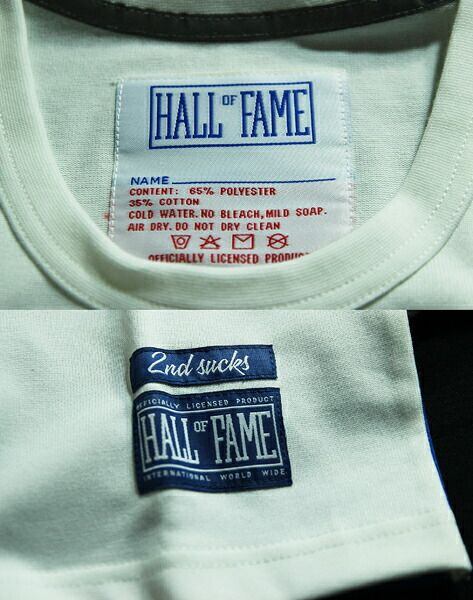 HALL OF FAME
NAME
CONTENT: 65% POLYESTER
35% COTTON
COLD WATER. NO BLEACH, MILD SOAP.
AIR DRY. DO NOT DRY CLEAN
OFFICIALLY LICENSED PRODUCT
2nd sucks
OFFICIALLY LICENSED PRODUCT
HALL OF FAME
INTERNATIONAL WORLD WIDE